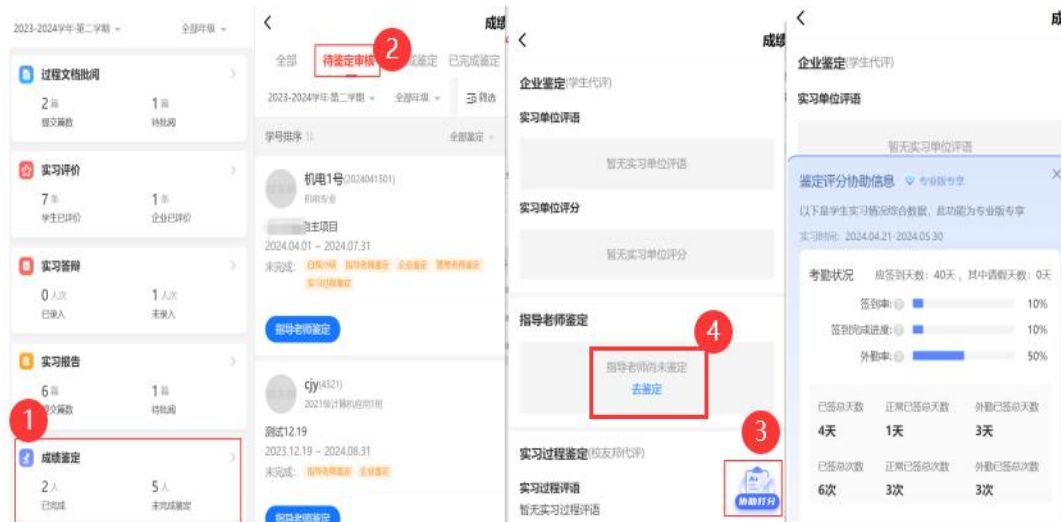 2023-2024学年-第二学期
全部年级
过程文档批阅
2篇
1篇
提交篇数
待批阅
实习评价
7条
1条
学生已评价
企业已评价
实习答辩
0人次
1人次
已录入
未录入
实习报告
6篇
1篇
提交篇数
待批阅
1
成绩鉴定
2人
5人
已完成
未完成鉴定
成绩
2
全部
待鉴定审核
成鉴定
已完成鉴定
2023-2024学年-第二学期
全部年级
筛选
学号排序
全部鉴定
机电1号(2024041501)
机电专业
自主项目
2024.04.01 – 2024.07.31
未完成:
自我小结
指导老师鉴定
企业鉴定
管理老师鉴定
实习过程鉴定
指导老师鉴定
cjy(4321)
2021级计算机应用1班
测试12.19
2023.12.19 – 2024.08.31
未完成:
指导老师鉴定
企业鉴定
指导老师鉴定
成绩
企业鉴定(学生代评)
实习单位评语
暂无实习单位评语
实习单位评分
暂无实习单位评分
指导老师鉴定
4
指导老师尚未鉴定
去鉴定
3
实习过程鉴定(校友邦代评)
实习过程评语
暂无实习过程评语
A+
协助打分
成
企业鉴定(学生代评)
实习单位评语
暂无实习单位评语
鉴定评分协助信息
专业版专享
以下是学生实习情况综合数据，此功能为专业版专享
实习时间: 2024.04.21-2024.05.30
考勤状况
应签到天数：40天，其中请假天数：0天
签到率:
10%
签到完成进度:
10%
外勤率:
50%
已签总天数
正常已签总天数
外勤已签总天数
4天
1天
3天
已签总次数
正常已签总次数
外勤已签总次数
6次
3次
3次